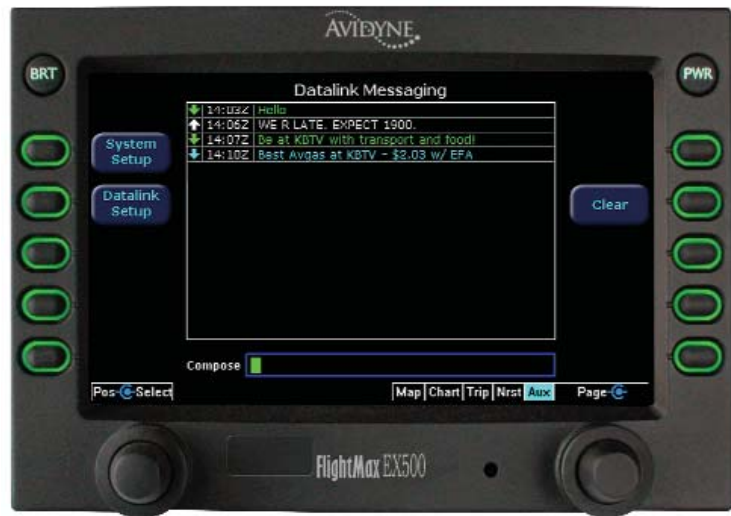 AVIDYNE
BRT
PWR
Datalink Messaging
14:03Z Hello
14:06Z WE R LATE. EXPECT 1900.
14:07Z Be at KBTV with transport and food!
14:10Z Best Avgas at KBTV - $2.03 w/ EFA
System
Setup
Datalink
Setup
Clear
Compose
Pos Select
Map Chart Trip Nrst Aux
Page
FlightMax EX500